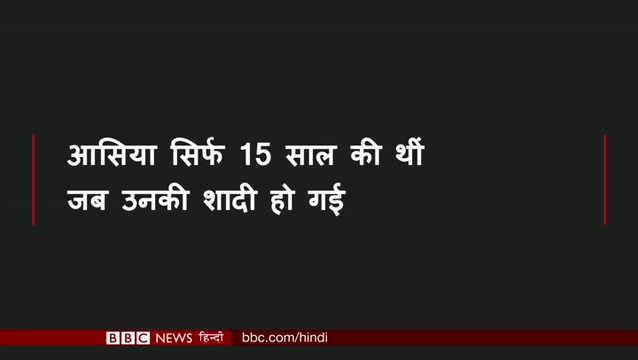 आसिया सिर्फ 15 साल की थीं
जब उनकी शादी हो गई
BBC NEWS हिन्दी bbc.com/hindi